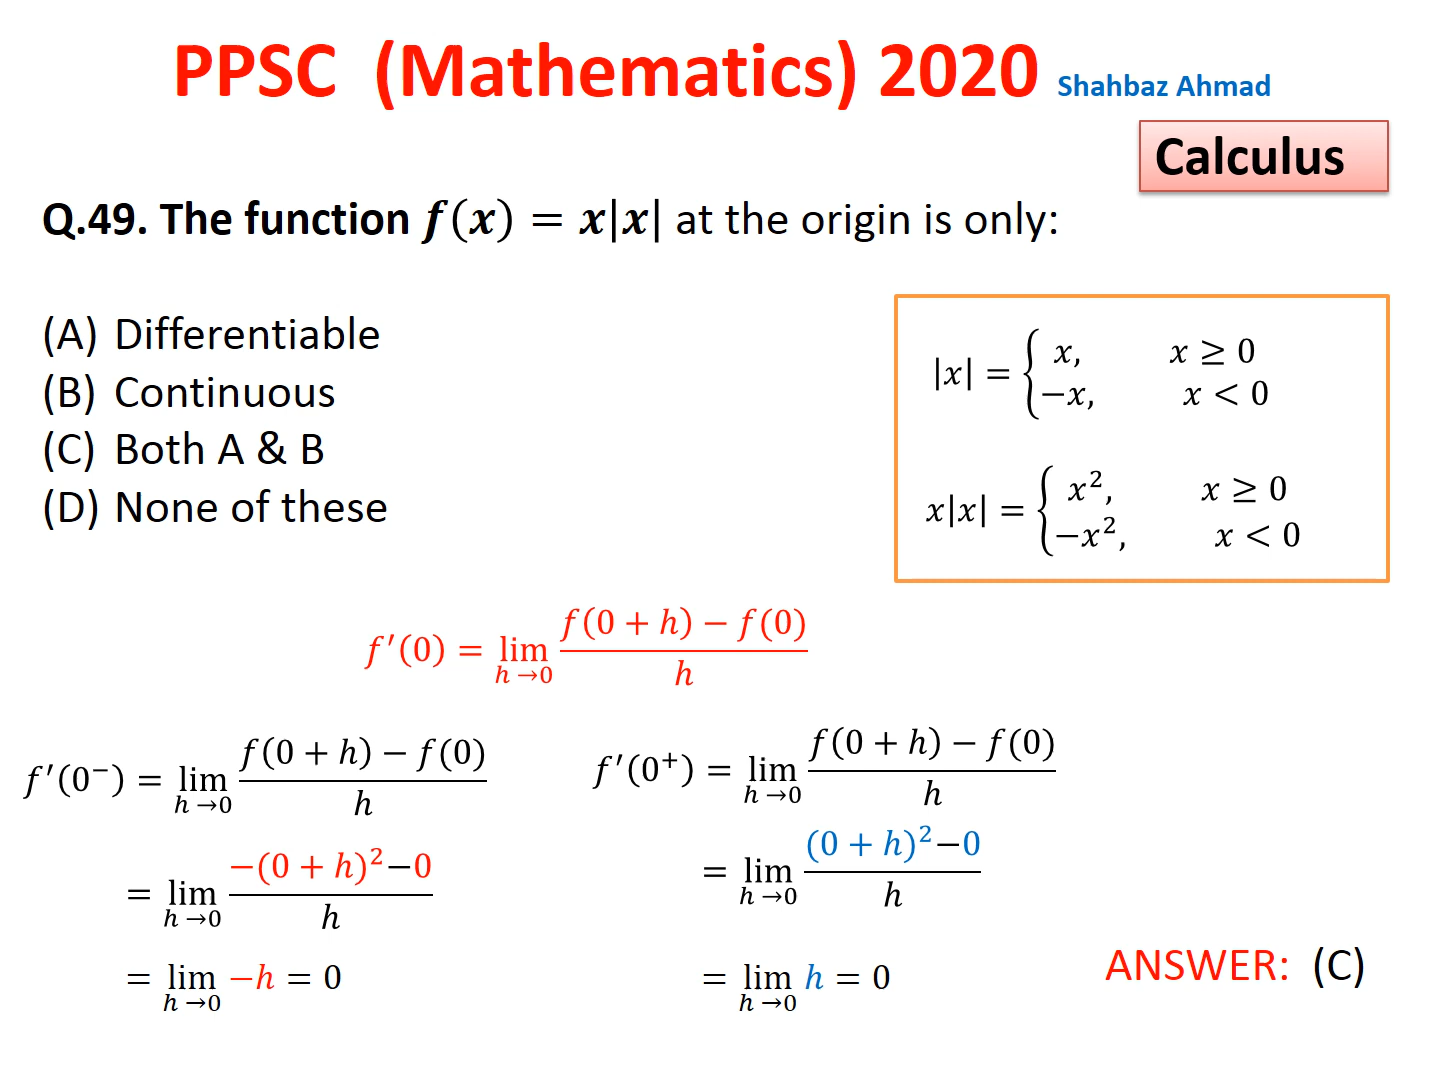 PPSC (Mathematics) 2020 Shahbaz Ahmad
Calculus
Q.49. The function f(x) = x|x| at the origin is only:
(A) Differentiable
(B) Continuous
(C) Both A & B
(D) None of these
|x| = { x, x ≥ 0
−x, x < 0
x|x| = { x², x ≥ 0
−x², x < 0
f′(0) = lim h→0 (f(0 + h) − f(0))/h
f′(0⁻) = lim h→0 (f(0 + h) − f(0))/h
= lim h→0 (−(0 + h)²−0)/h
= lim h→0 −h = 0
f′(0⁺) = lim h→0 (f(0 + h) − f(0))/h
= lim h→0 ((0 + h)²−0)/h
= lim h→0 h = 0
ANSWER: (C)